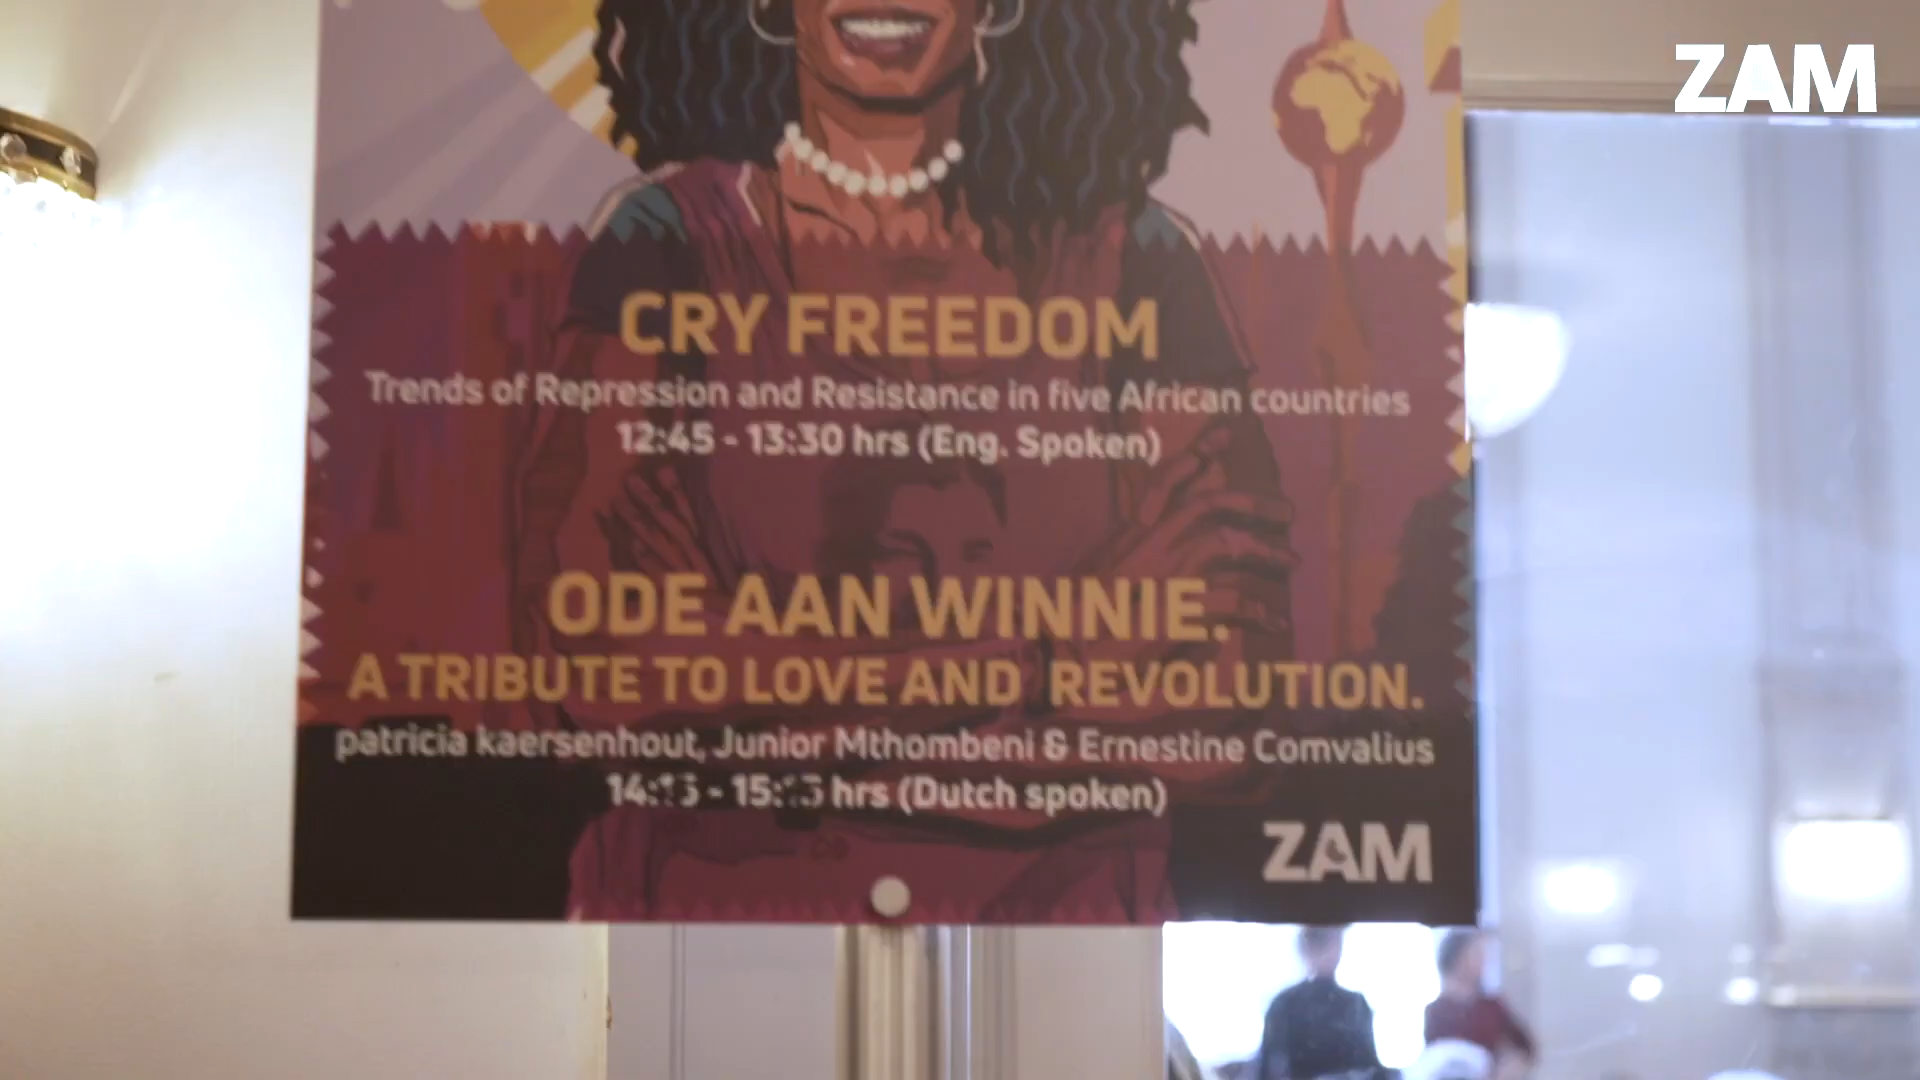 ZAM
CRY FREEDOM
Trends of Repression and Resistance in five African countries
12:45 - 13:30 hrs (Eng. Spoken)
ODE AAN WINNIE.
A TRIBUTE TO LOVE AND REVOLUTION.
patricia kaersenhout, Junior Mthombeni & Ernestine Comvalius
hrs (Dutch spoken)
ZAM